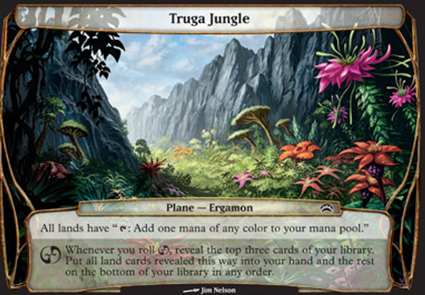 Truga Jungle
Plane — Ergamon
All lands have “: Add one mana of any color to your mana pool.”
Whenever you roll , reveal the top three cards of your library.
Put all land cards revealed this way into your hand and the rest
on the bottom of your library in any order.
Jim Nelson